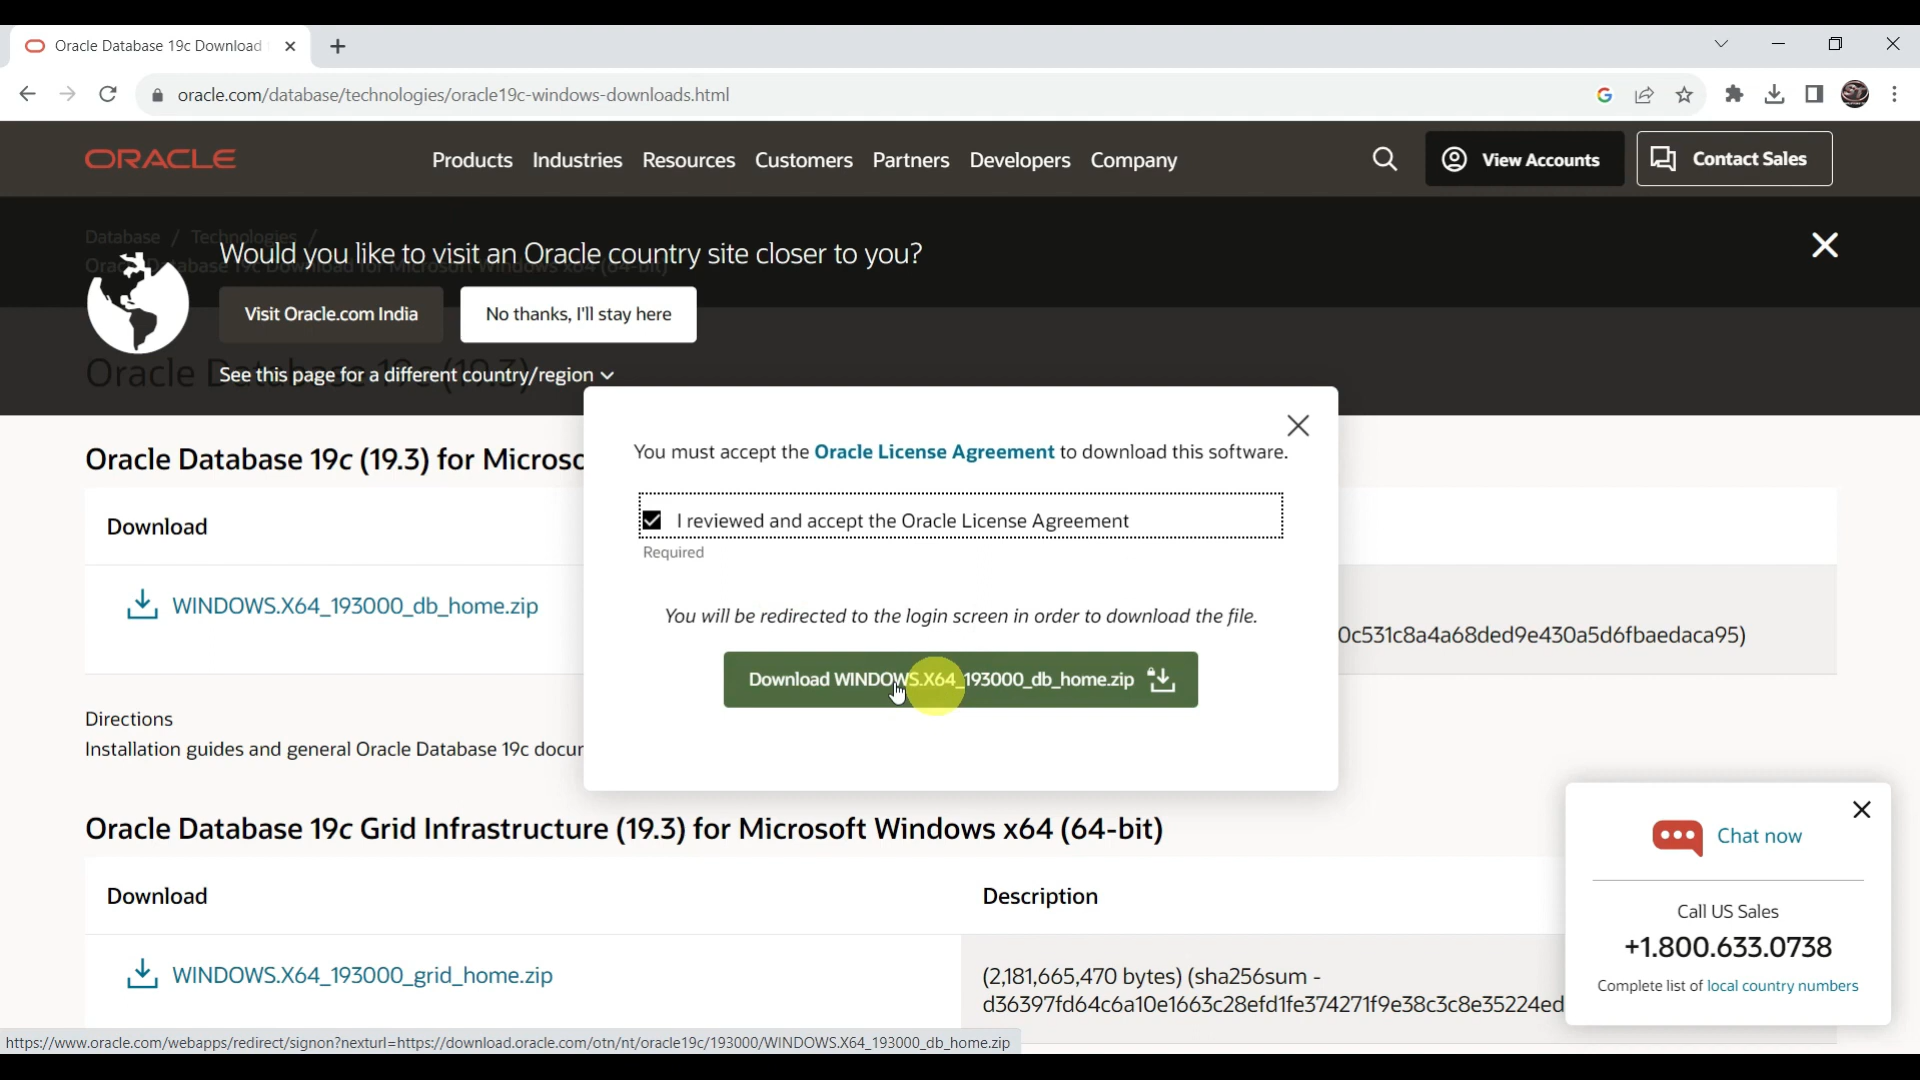 Oracle Database 19c Download
oracle.com/database/technologies/oracle19c-windows-downloads.html
ORACLE
Products Industries Resources Customers Partners Developers Company
View Accounts
Contact Sales
Database / Technologies /
Would you like to visit an Oracle country site closer to you?
Visit Oracle.com India
No thanks, I'll stay here
Oracle Database 19c (19.3)
See this page for a different country/region
You must accept the Oracle License Agreement to download this software.
I reviewed and accept the Oracle License Agreement
Required
You will be redirected to the login screen in order to download the file.
Download WINDOWS.X64_193000_db_home.zip
Oracle Database 19c (19.3) for Microsc
Download
WINDOWS.X64_193000_db_home.zip
0c531c8a4a68ded9e430a5d6fbaedaca95)
Directions
Installation guides and general Oracle Database 19c docur
Oracle Database 19c Grid Infrastructure (19.3) for Microsoft Windows x64 (64-bit)
Download
Description
WINDOWS.X64_193000_grid_home.zip
(2,181,665,470 bytes) (sha256sum -
d36397fd64c6a10e1663c28efd1fe374271f9e38c3c8e35224ed
Chat now
Call US Sales
+1.800.633.0738
Complete list of local country numbers
https://www.oracle.com/webapps/redirect/signon?nexturl=https://download.oracle.com/otn/nt/oracle19c/193000/WINDOWS.X64_193000_db_home.zip